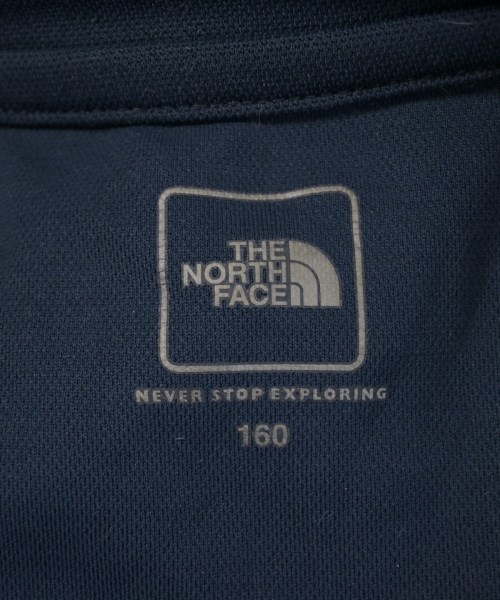 THE
NORTH
FACE
NEVER STOP EXPLORING
160